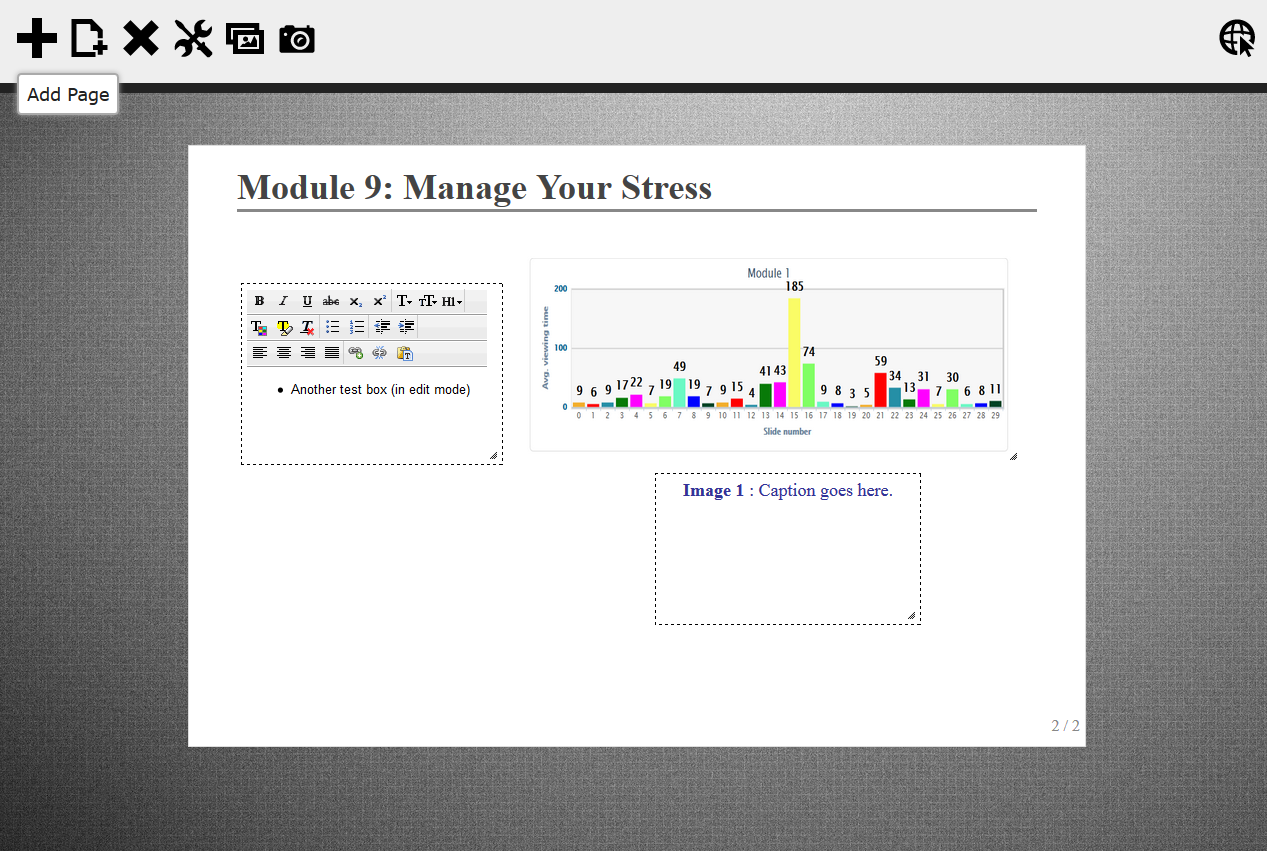 Add Page
Module 9: Manage Your Stress
B I U abc x₂ x² T тT H1
T T T
T
Another test box (in edit mode)
Module 1
Avg. viewing time
200
100
0
9 6 9 17 22 7 19 49 19 7 9 15 4 41 43 185 74 9 8 3 5 59 34 13 31 7 30 6 8 11
0 1 2 3 4 5 6 7 8 9 10 11 12 13 14 15 16 17 18 19 20 21 22 23 24 25 26 27 28 29
Slide number
Image 1 : Caption goes here.
2 / 2